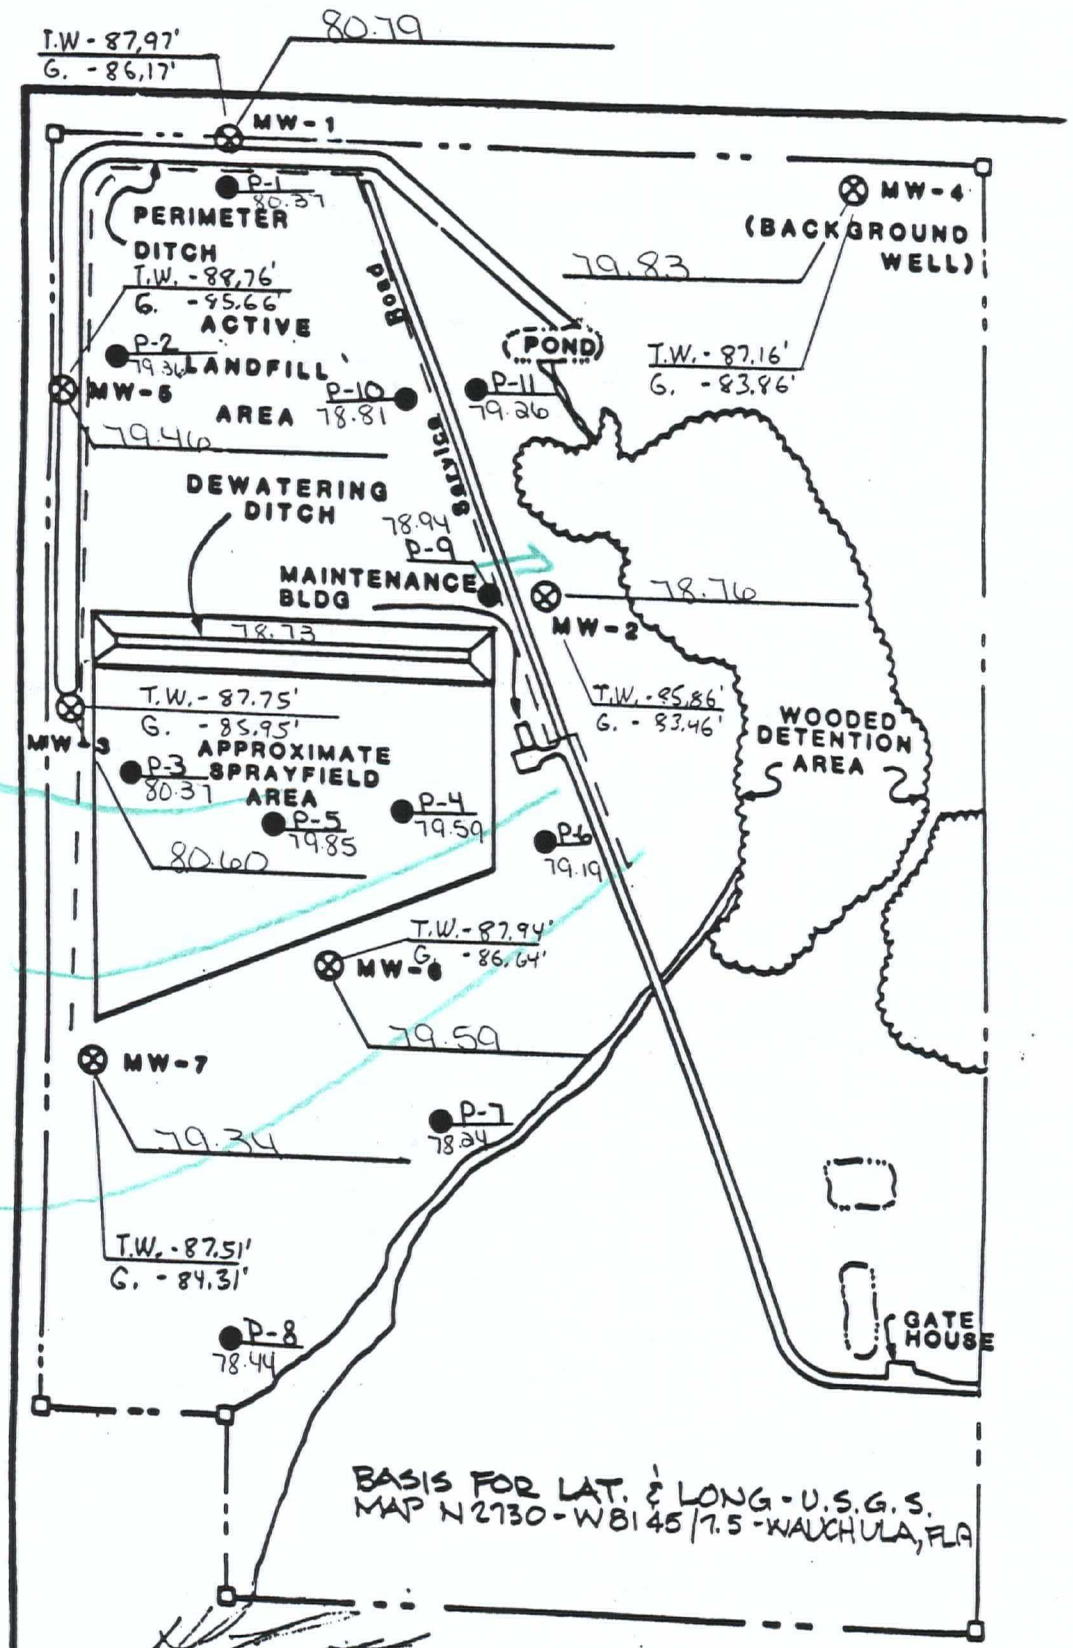 80.79
T.W - 87.97'
G. - 86.17'
MW-1
P-1
80.37
MW-4
(BACKGROUND
WELL)
PERIMETER
DITCH
79.83
T.W. - 88.76'
G. - 85.66'
ACTIVE
LANDFILL
AREA
Service Road
(POND)
P-2
79.36
MW-5
79.46
P-10
78.81
P-11
79.26
T.W. - 87.16'
G. - 83.86'
DEWATERING
DITCH
78.94
P-9
MAINTENANCE
BLDG
78.76
MW-2
78.73
T.W. - 87.75'
G. - 85.95'
T.W. - 85.86'
G. - 83.46'
MW-3
APPROXIMATE
SPRAYFIELD
AREA
WOODED
DETENTION
AREA
P-3
80.37
P-4
79.59
P-5
79.85
P-6
79.19
80.60
T.W. - 87.94'
G. - 86.64'
MW-6
79.59
MW-7
P-7
78.24
79.34
T.W. - 87.51'
G. - 84.31'
P-8
78.44
GATE
HOUSE
BASIS FOR LAT. & LONG - U.S.G.S.
MAP N2730-W8145/7.5-WAUCHULA, FLA